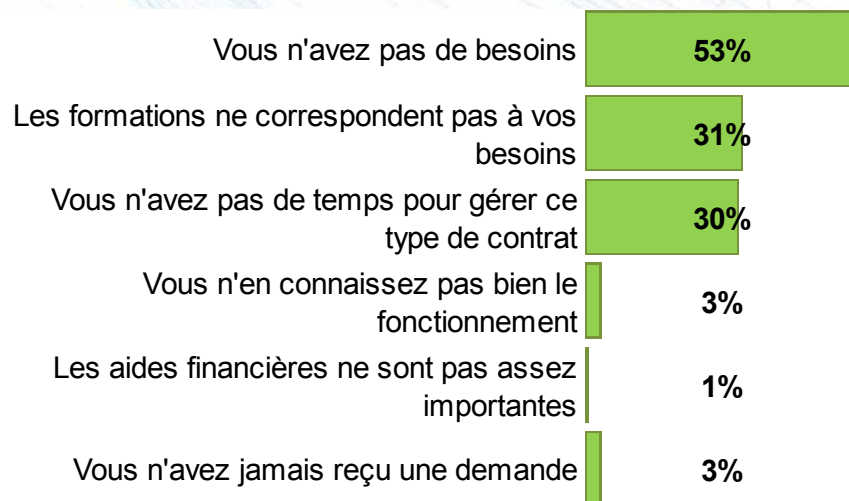 Vous n'avez pas de besoins 53%
Les formations ne correspondent pas à vos
besoins 31%
Vous n'avez pas de temps pour gérer ce
type de contrat 30%
Vous n'en connaissez pas bien le
fonctionnement 3%
Les aides financières ne sont pas assez
importantes 1%
Vous n'avez jamais reçu une demande 3%